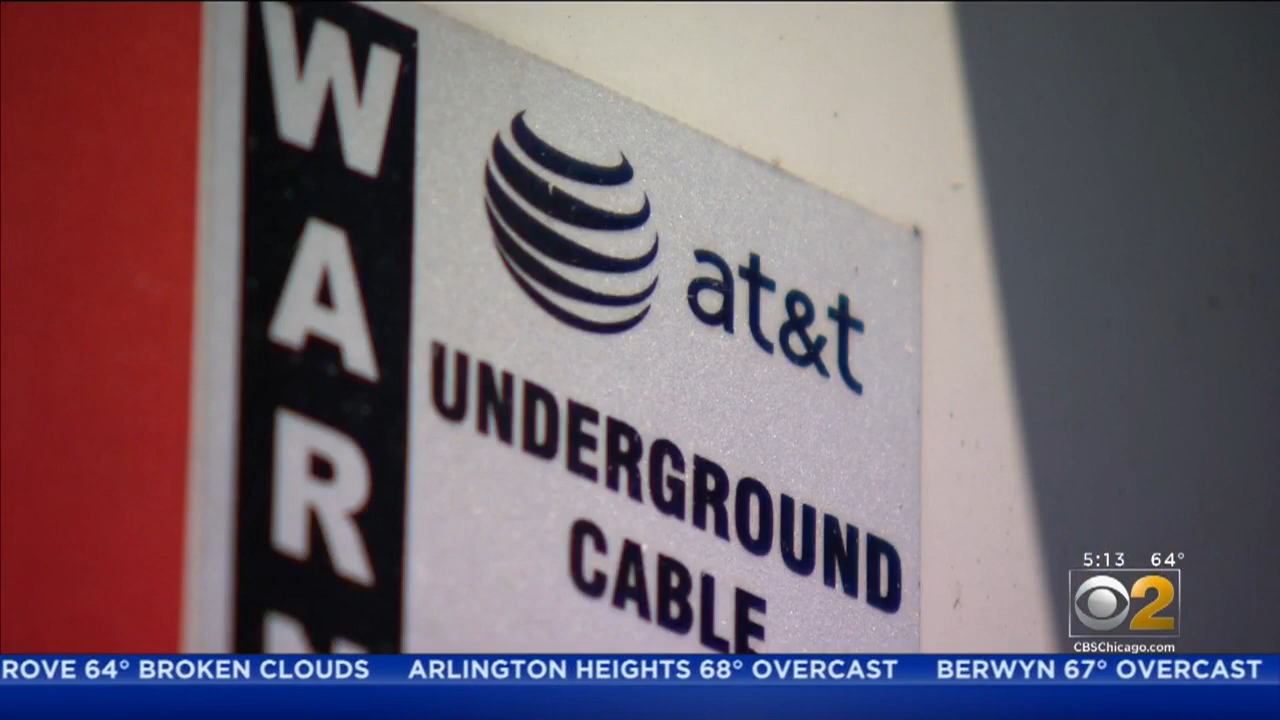 WARN
at&t
UNDERGROUND
CABLE
5:13 64°
2
CBSChicago.com
ROVE 64° BROKEN CLOUDS ARLINGTON HEIGHTS 68° OVERCAST BERWYN 67° OVERCAST